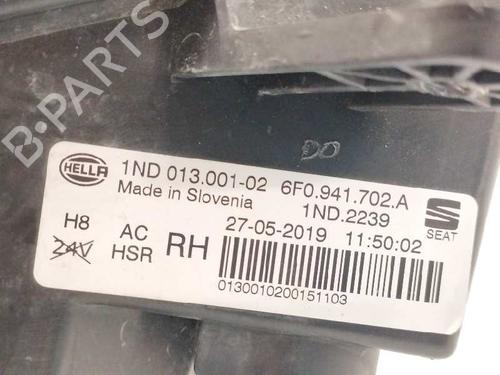 B-PARTS
DO
HELLA 1ND 013.001-02 6F0.941.702.A
Made in Slovenia 1ND.2239
SEAT
H8 AC RH 27-05-2019 11:50:02
24V HSR
0130010200151103